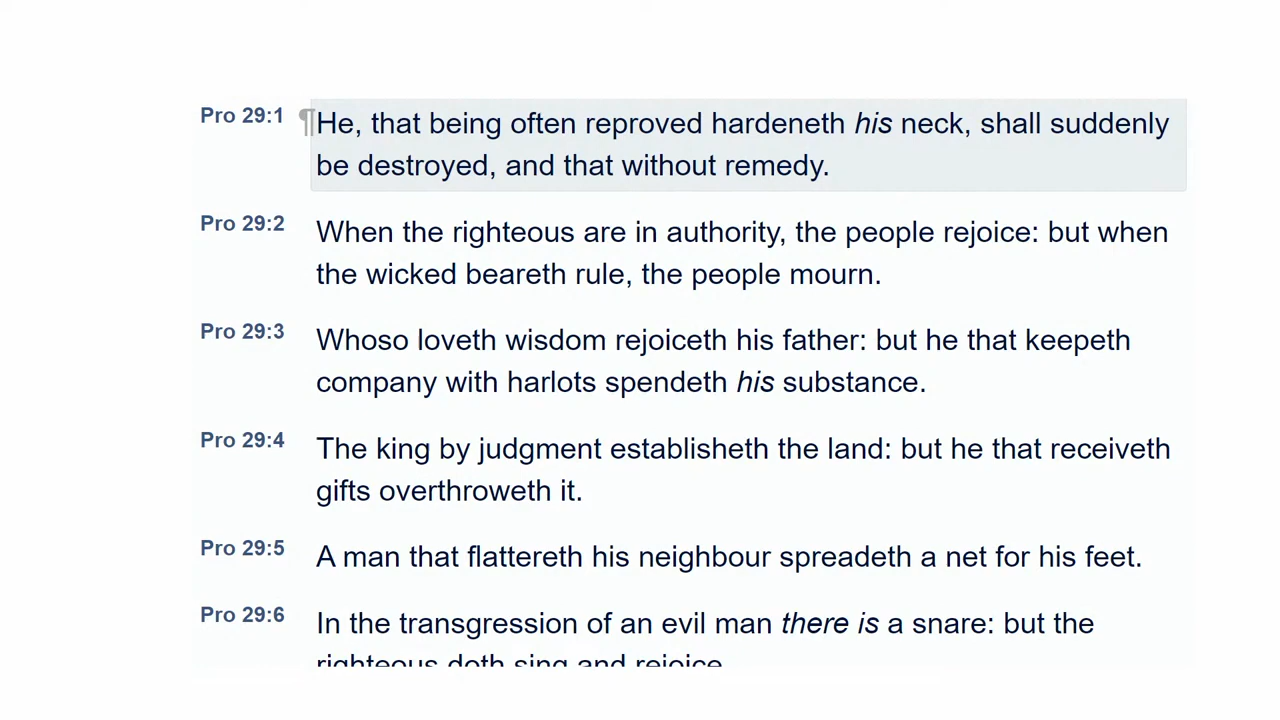 Pro 29:1 ¶He, that being often reproved hardeneth his neck, shall suddenly
be destroyed, and that without remedy.
Pro 29:2 When the righteous are in authority, the people rejoice: but when
the wicked beareth rule, the people mourn.
Pro 29:3 Whoso loveth wisdom rejoiceth his father: but he that keepeth
company with harlots spendeth his substance.
Pro 29:4 The king by judgment establisheth the land: but he that receiveth
gifts overthroweth it.
Pro 29:5 A man that flattereth his neighbour spreadeth a net for his feet.
Pro 29:6 In the transgression of an evil man there is a snare: but the
righteous doth sing and rejoice.